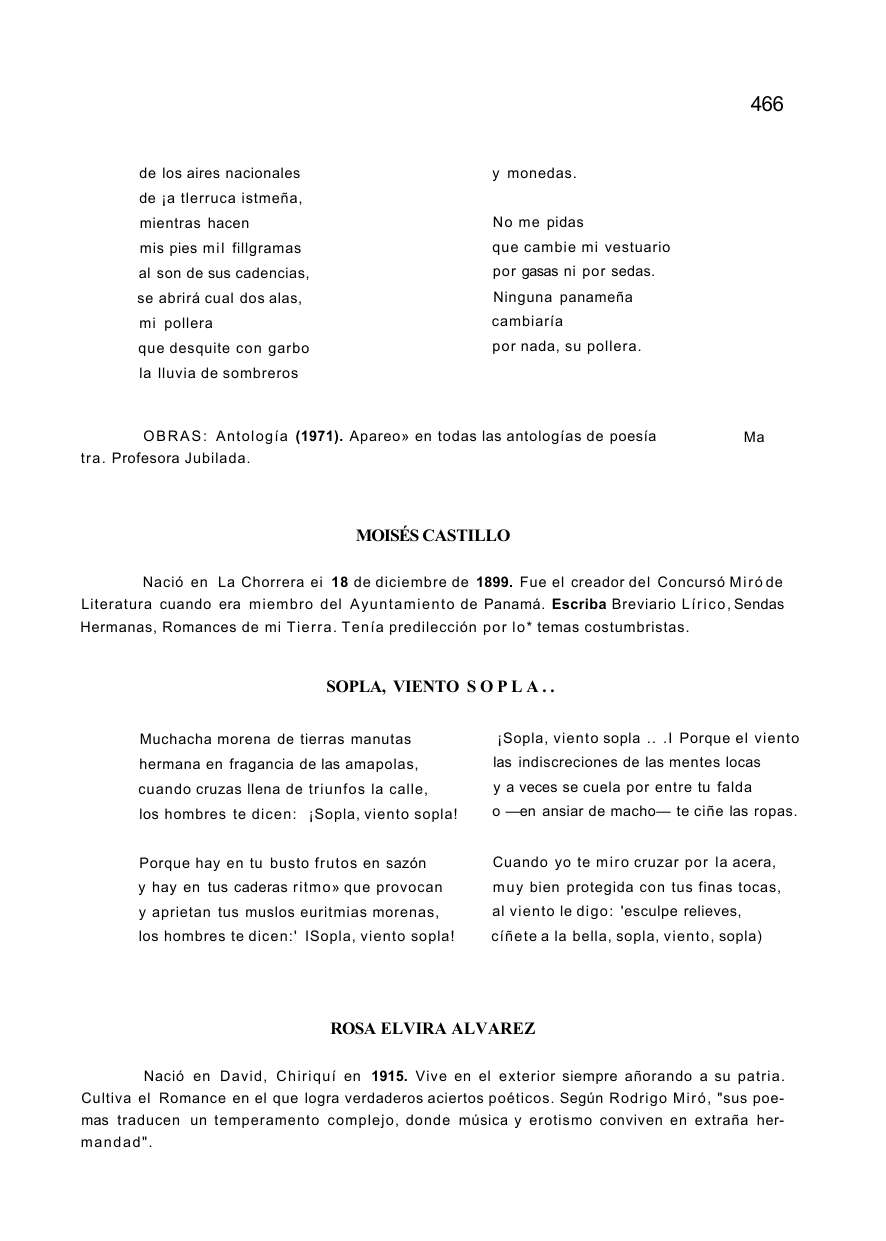 466
de los aires nacionales
de ¡a tlerruca istmeña,
mientras hacen
mis pies mil fillgramas
al son de sus cadencias,
se abrirá cual dos alas,
mi pollera
que desquite con garbo
la lluvia de sombreros
y monedas.
No me pidas
que cambie mi vestuario
por gasas ni por sedas.
Ninguna panameña
cambiaría
por nada, su pollera.
OBRAS: Antología (1971). Apareo» en todas las antologías de poesía Ma
tra. Profesora Jubilada.
MOISÉS CASTILLO
Nació en La Chorrera ei 18 de diciembre de 1899. Fue el creador del Concursó Miró de
Literatura cuando era miembro del Ayuntamiento de Panamá. Escriba Breviario Lírico, Sendas
Hermanas, Romances de mi Tierra. Tenía predilección por lo* temas costumbristas.
SOPLA, VIENTO S O P L A . .
Muchacha morena de tierras manutas
hermana en fragancia de las amapolas,
cuando cruzas llena de triunfos la calle,
los hombres te dicen: ¡Sopla, viento sopla!
Porque hay en tu busto frutos en sazón
y hay en tus caderas ritmo» que provocan
y aprietan tus muslos euritmias morenas,
los hombres te dicen:' lSopla, viento sopla!
¡Sopla, viento sopla .. .l Porque el viento
las indiscreciones de las mentes locas
y a veces se cuela por entre tu falda
o —en ansiar de macho— te ciñe las ropas.
Cuando yo te miro cruzar por la acera,
muy bien protegida con tus finas tocas,
al viento le digo: 'esculpe relieves,
cíñete a la bella, sopla, viento, sopla)
ROSA ELVIRA ALVAREZ
Nació en David, Chiriquí en 1915. Vive en el exterior siempre añorando a su patria.
Cultiva el Romance en el que logra verdaderos aciertos poéticos. Según Rodrigo Miró, "sus poe-
mas traducen un temperamento complejo, donde música y erotismo conviven en extraña her-
mandad".